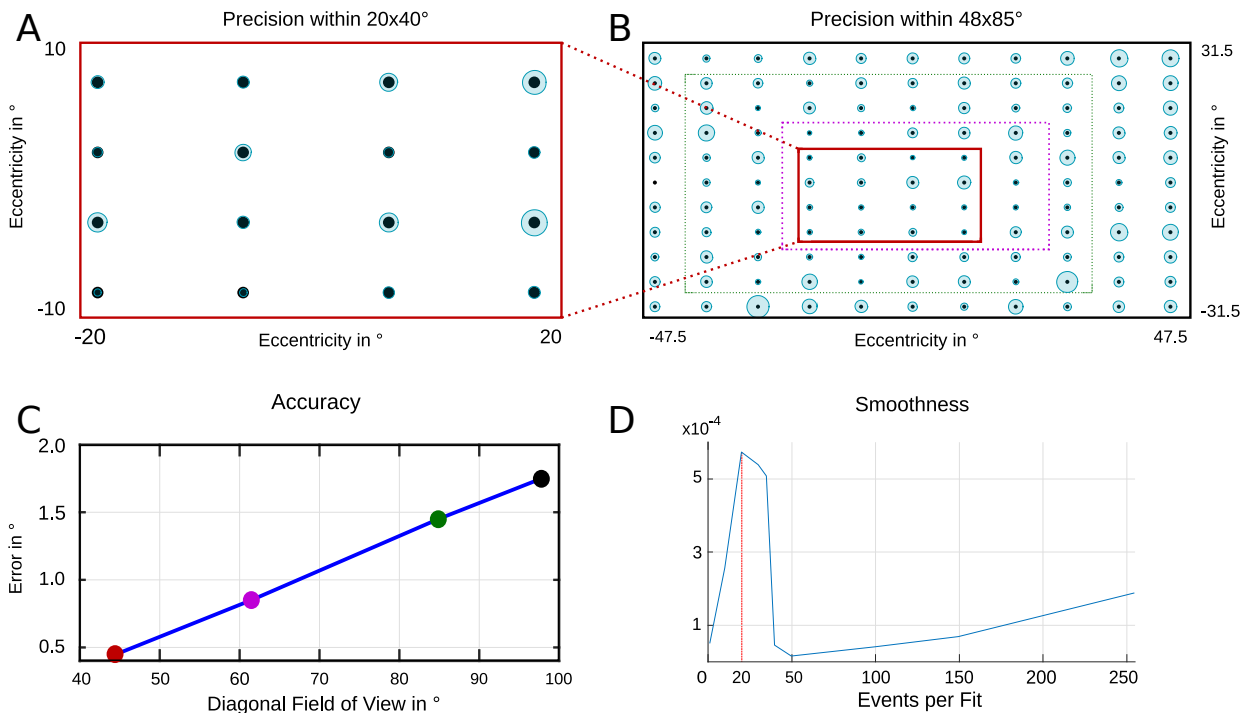 A
Precision within 20x40°
10
Eccentricity in °
-10
-20
Eccentricity in °
20
B
Precision within 48x85°
31.5
Eccentricity in °
-31.5
-47.5
Eccentricity in °
47.5
C
Accuracy
2.0
1.5
1.0
0.5
Error in °
40 50 60 70 80 90 100
Diagonal Field of View in °
D
Smoothness
x10-4
5
3
1
0 20 50 100 150 200 250
Events per Fit